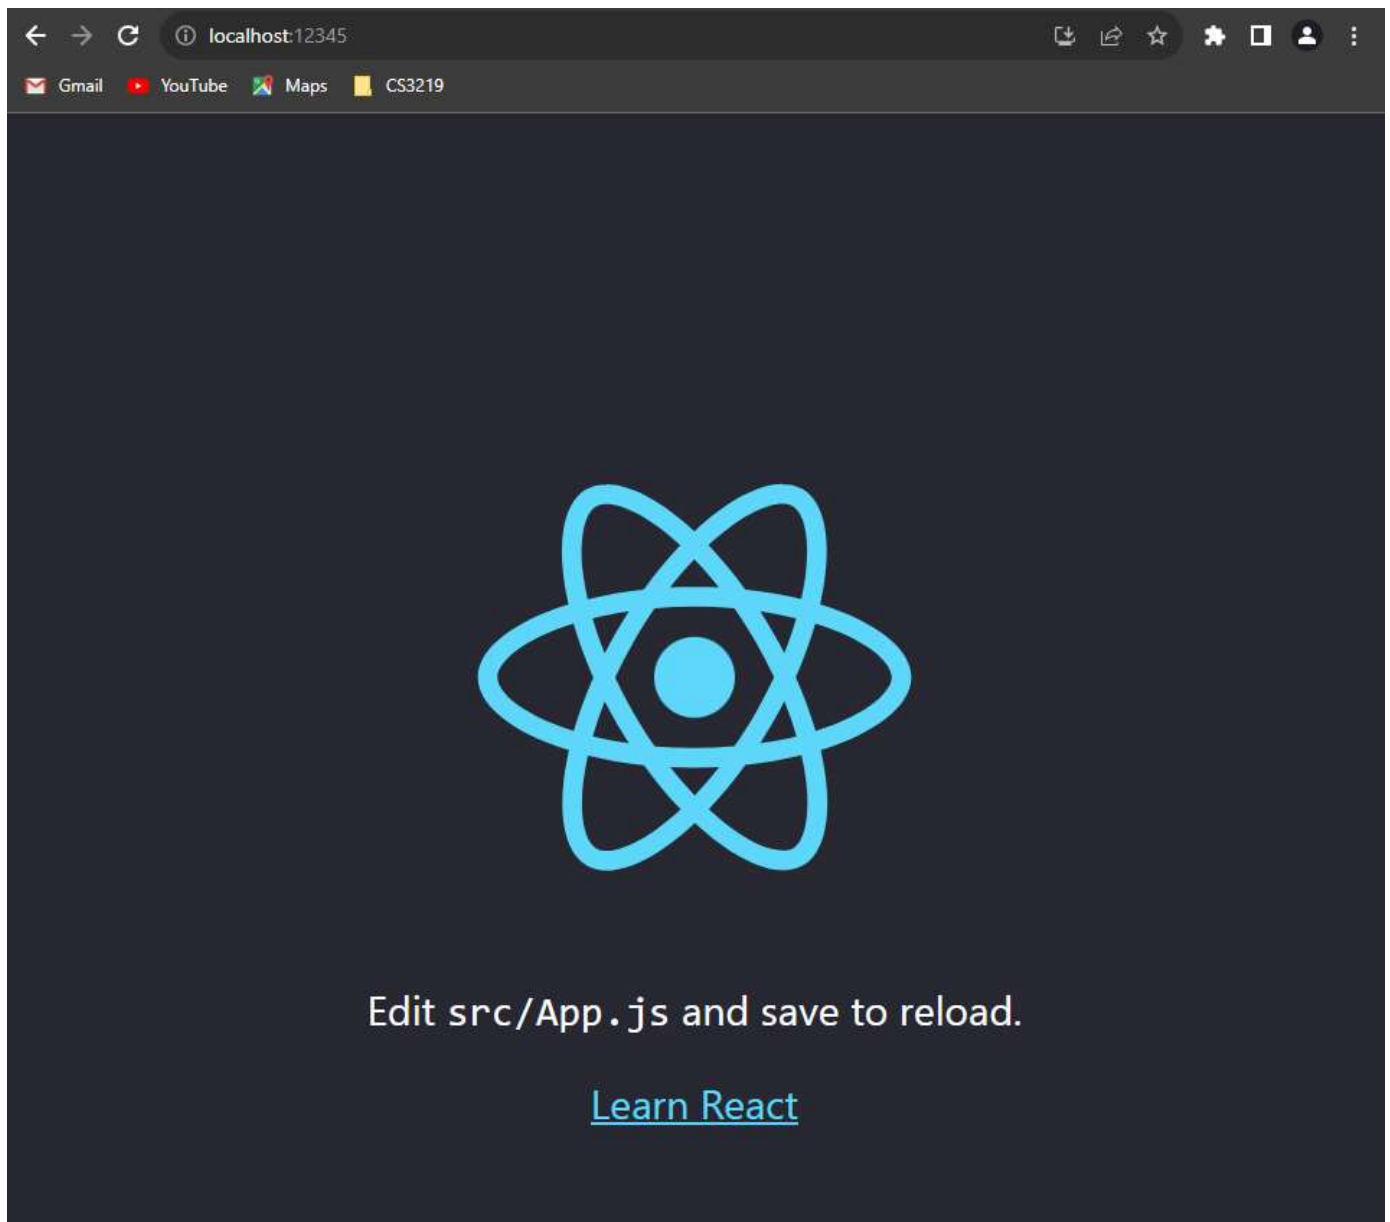 localhost:12345
Gmail YouTube Maps CS3219
Edit src/App.js and save to reload.
Learn React